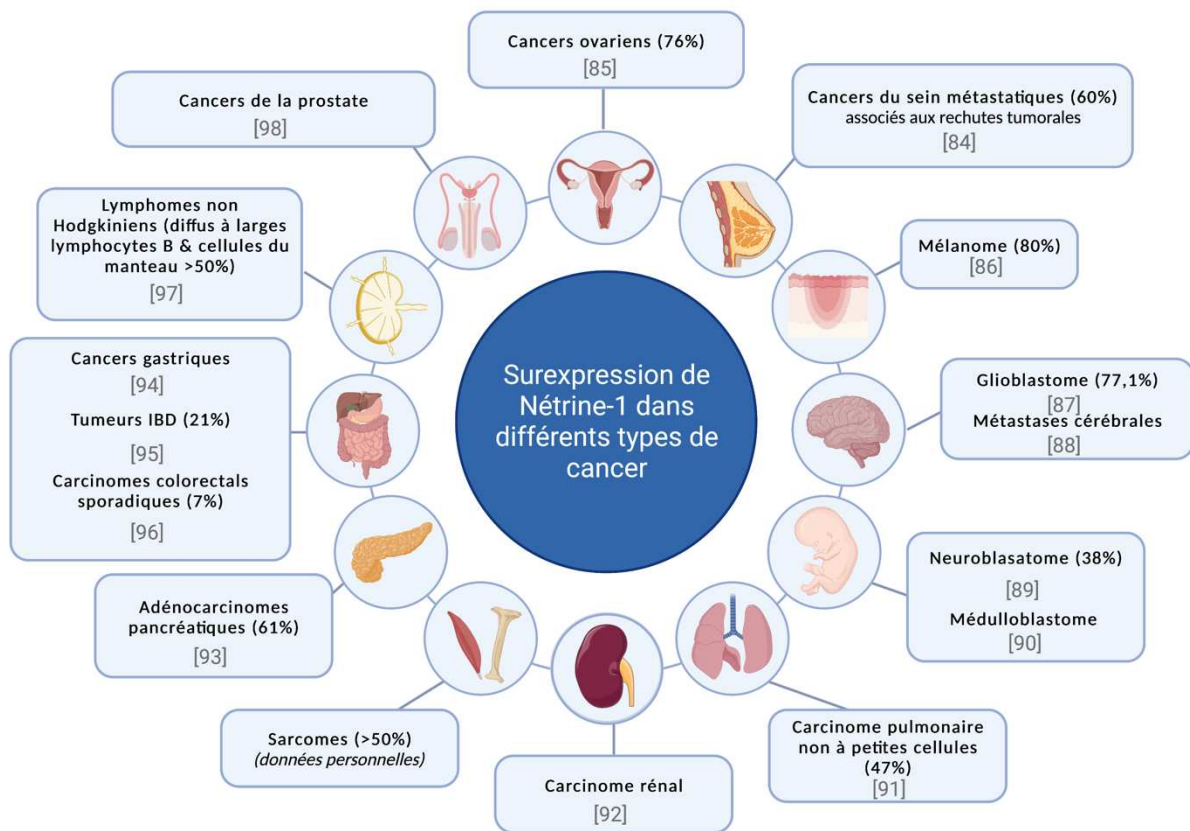 Cancers ovariens (76%)
[85]
Cancers du sein métastatiques (60%)
associés aux rechutes tumorales
[84]
Mélanome (80%)
[86]
Glioblastome (77,1%)
[87]
Métastases cérébrales
[88]
Neuroblasatome (38%)
[89]
Médulloblastome
[90]
Carcinome pulmonaire
non à petites cellules
(47%)
[91]
Carcinome rénal
[92]
Sarcomes (>50%)
(données personnelles)
Adénocarcinomes
pancréatiques (61%)
[93]
Cancers gastriques
[94]
Tumeurs IBD (21%)
[95]
Carcinomes colorectals
sporadiques (7%)
[96]
Lymphomes non
Hodgkiniens (diffus à larges
lymphocytes B & cellules du
manteau >50%)
[97]
Cancers de la prostate
[98]
Surexpression de
Nétrine-1 dans
différents types de
cancer